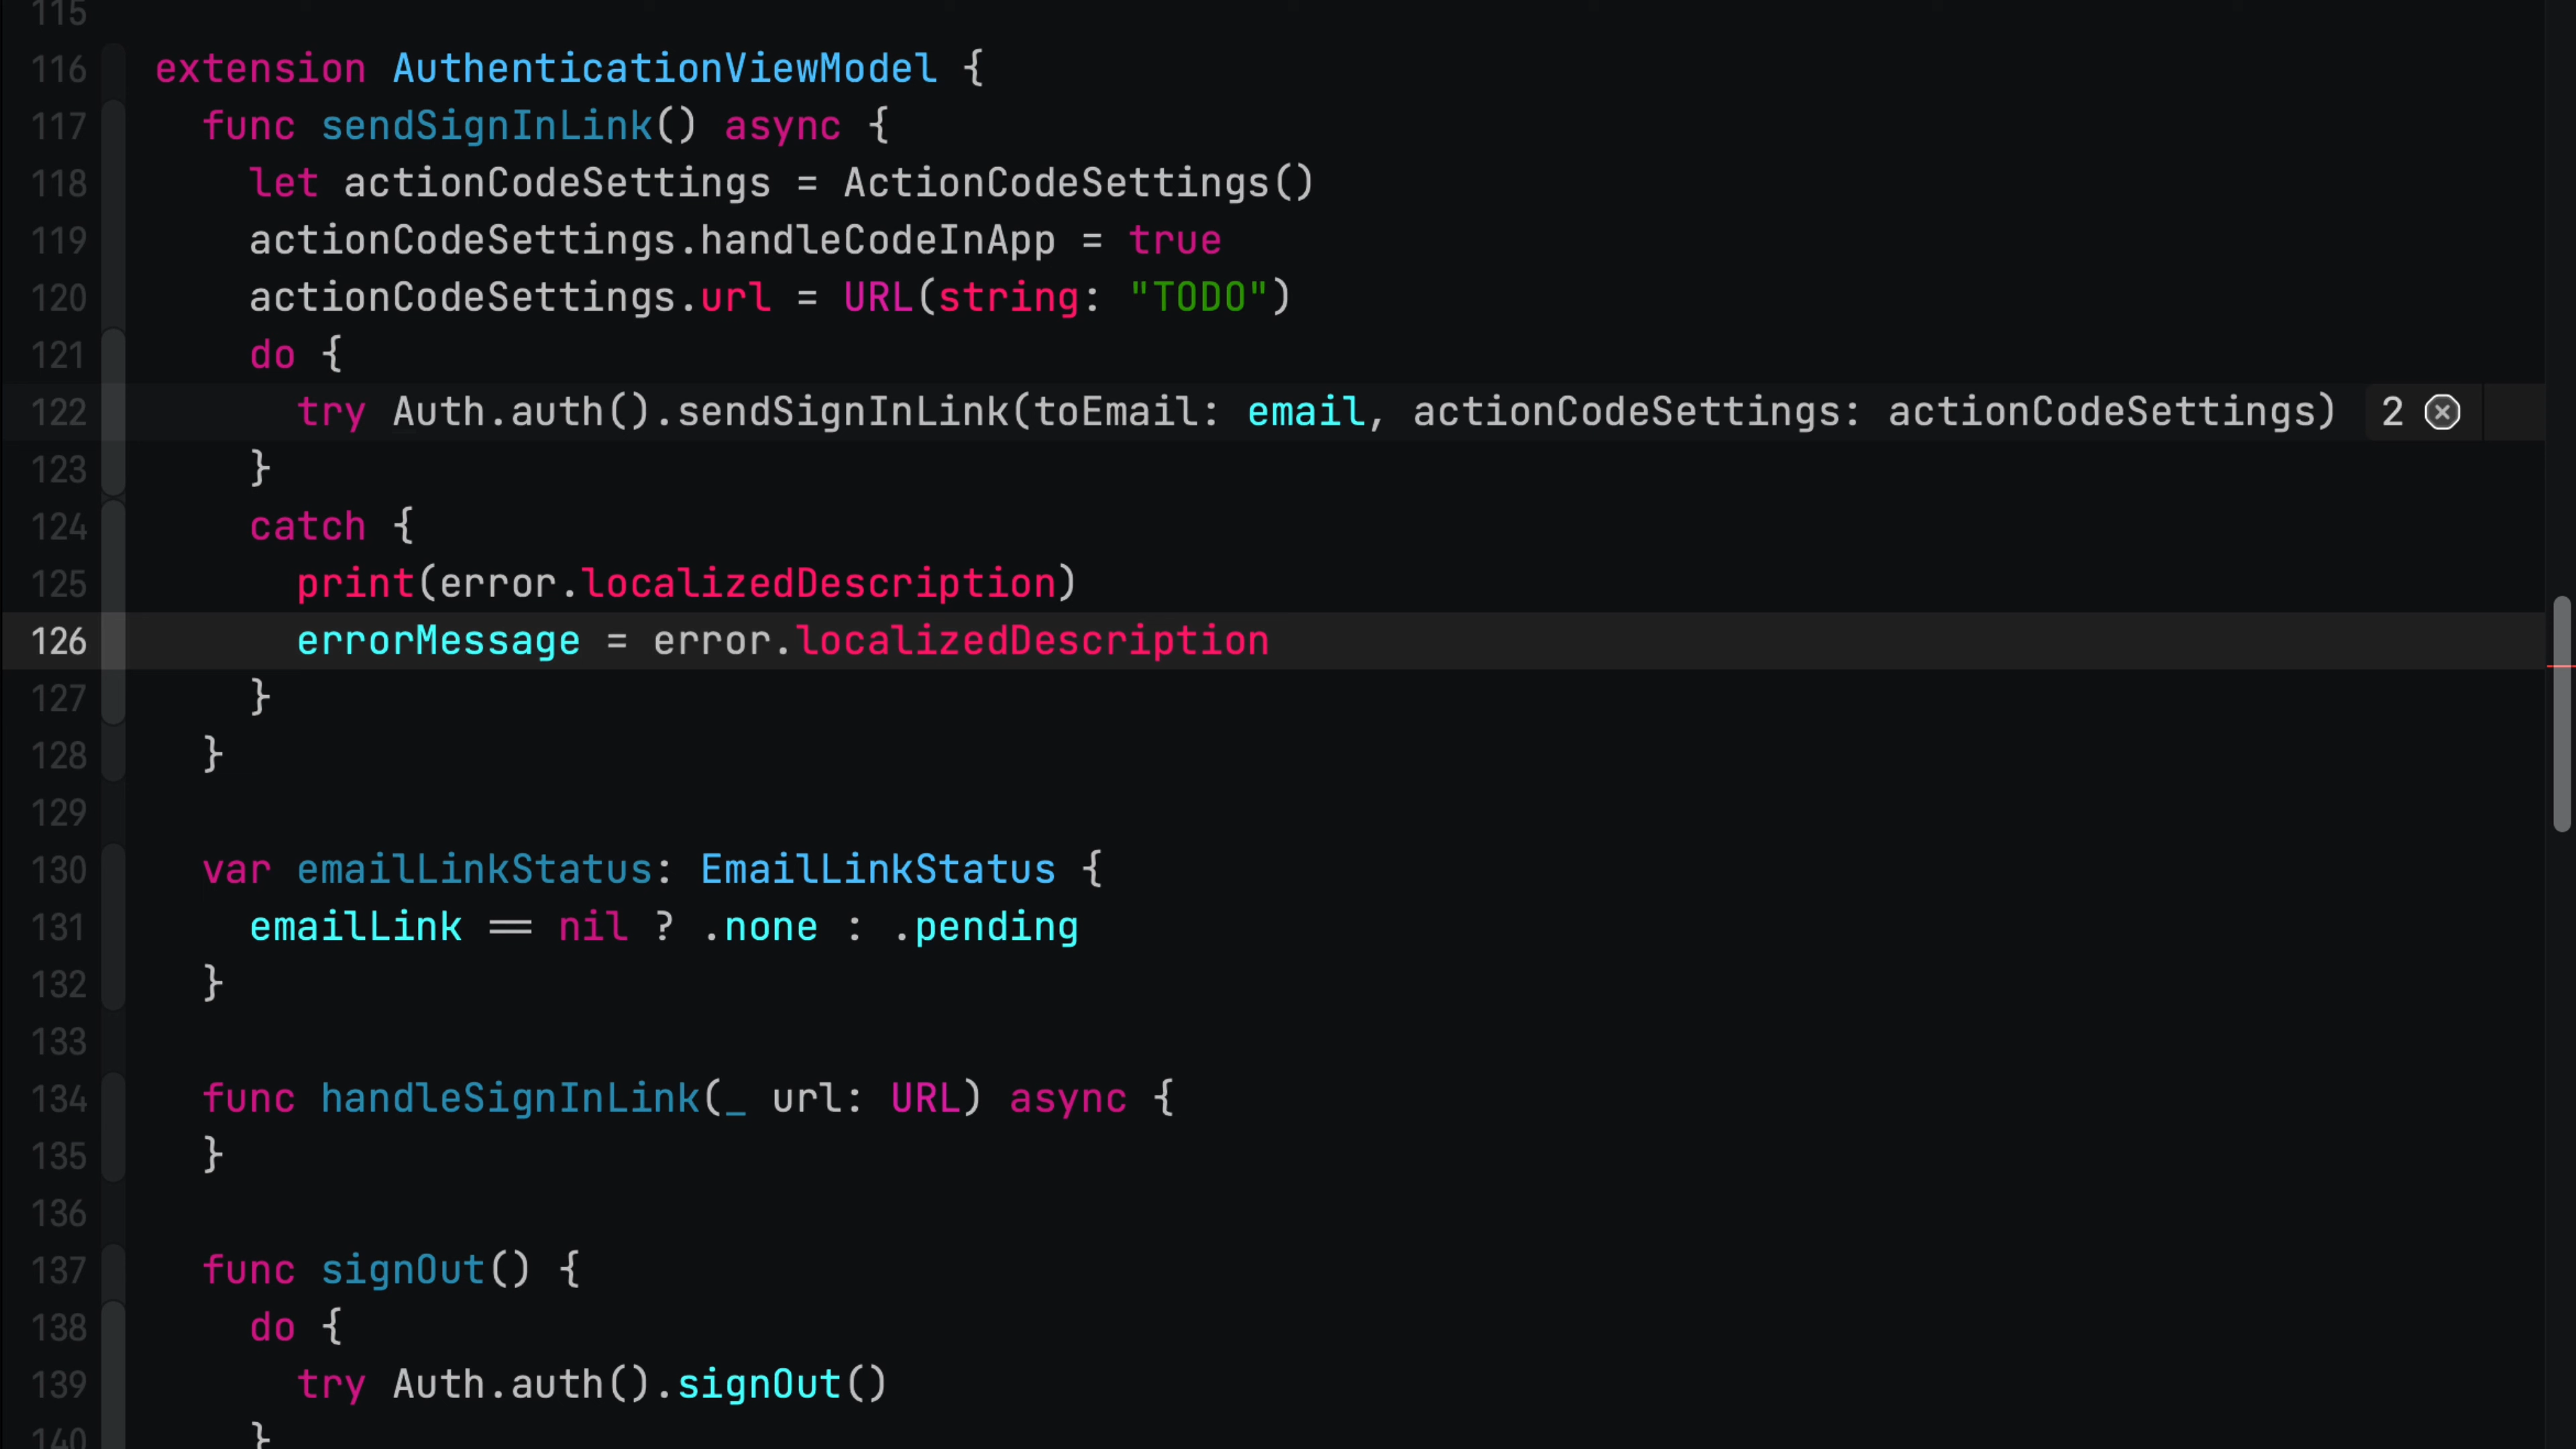 115
116 extension AuthenticationViewModel {
117 func sendSignInLink() async {
118 let actionCodeSettings = ActionCodeSettings()
119 actionCodeSettings.handleCodeInApp = true
120 actionCodeSettings.url = URL(string: "TODO")
121 do {
122 try Auth.auth().sendSignInLink(toEmail: email, actionCodeSettings: actionCodeSettings) 2
123 }
124 catch {
125 print(error.localizedDescription)
126 errorMessage = error.localizedDescription
127 }
128 }
129
130 var emailLinkStatus: EmailLinkStatus {
131 emailLink == nil ? .none : .pending
132 }
133
134 func handleSignInLink(_ url: URL) async {
135 }
136
137 func signOut() {
138 do {
139 try Auth.auth().signOut()
140 }